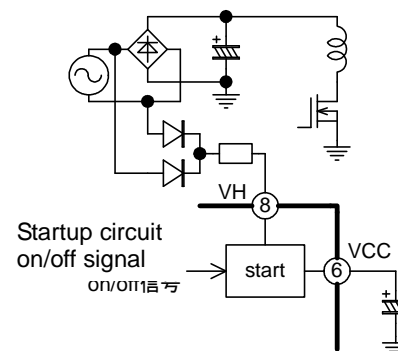 +
VH
8
Startup circuit
on/off signal
on/off信号
start
VCC
6
+